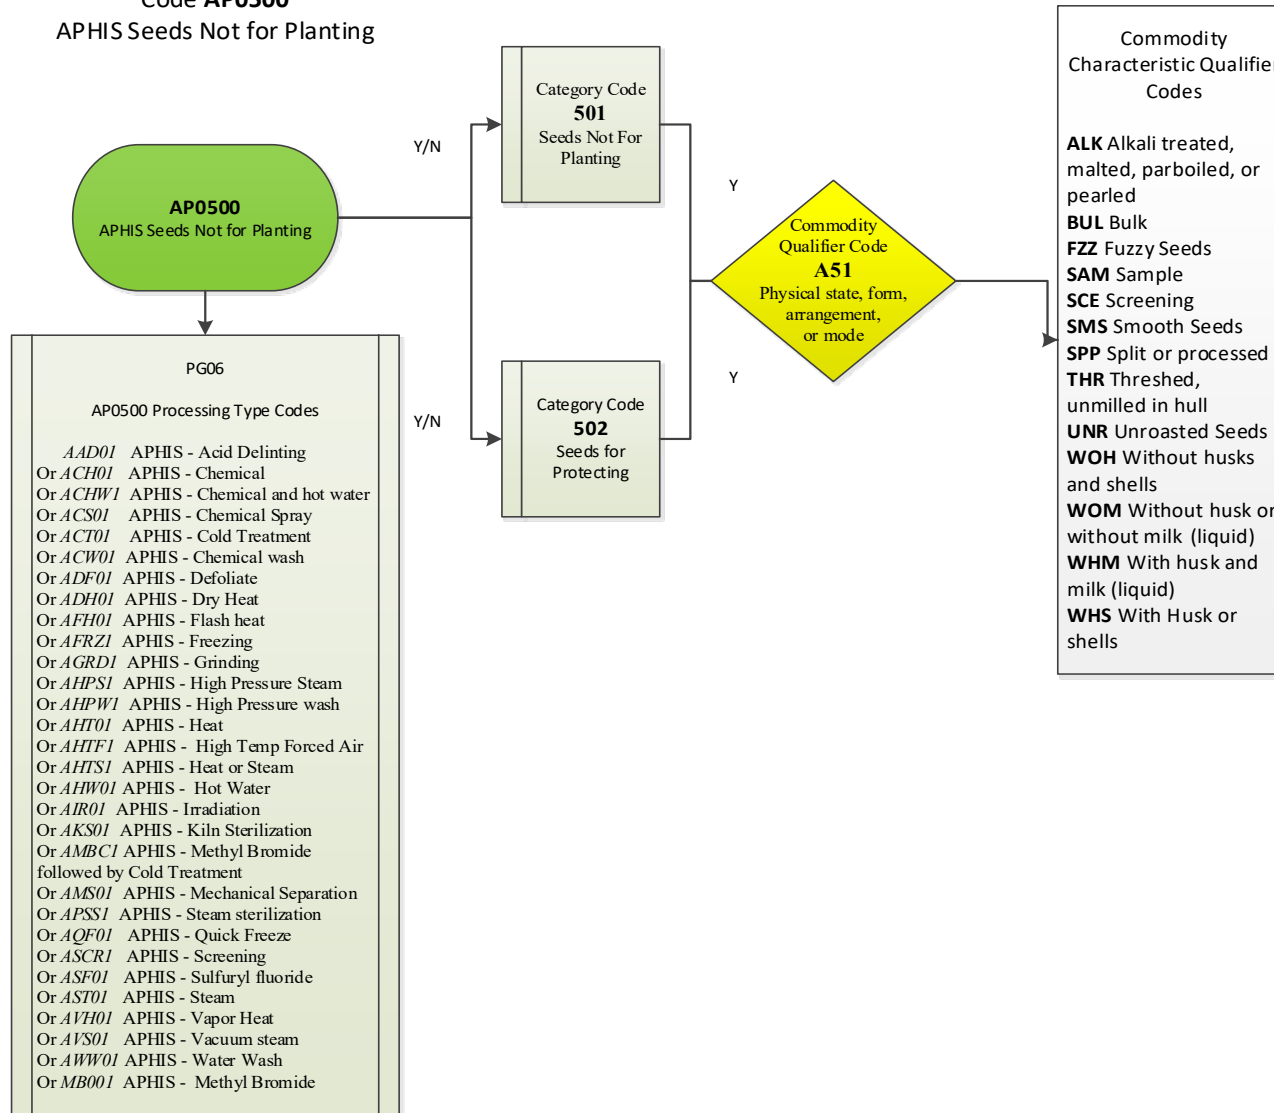 Code AP0500
APHIS Seeds Not for Planting
AP0500
APHIS Seeds Not for Planting
Y/N
Y/N
Category Code
501
Seeds Not For
Planting
Category Code
502
Seeds for
Protecting
Y
Y
Commodity
Qualifier Code
A51
Physical state, form,
arrangement,
or mode
Commodity
Characteristic Qualifier
Codes
ALK Alkali treated,
malted, parboiled, or
pearled
BUL Bulk
FZZ Fuzzy Seeds
SAM Sample
SCE Screening
SMS Smooth Seeds
SPP Split or processed
THR Threshed,
unmilled in hull
UNR Unroasted Seeds
WOH Without husks
and shells
WOM Without husk or
without milk (liquid)
WHM With husk and
milk (liquid)
WHS With Husk or
shells
PG06
AP0500 Processing Type Codes
AAD01 APHIS - Acid Delinting
Or ACH01 APHIS - Chemical
Or ACHW1 APHIS - Chemical and hot water
Or ACS01 APHIS - Chemical Spray
Or ACT01 APHIS - Cold Treatment
Or ACW01 APHIS - Chemical wash
Or ADF01 APHIS - Defoliate
Or ADH01 APHIS - Dry Heat
Or AFH01 APHIS - Flash heat
Or AFRZ1 APHIS - Freezing
Or AGRD1 APHIS - Grinding
Or AHPS1 APHIS - High Pressure Steam
Or AHPW1 APHIS - High Pressure wash
Or AHT01 APHIS - Heat
Or AHTF1 APHIS - High Temp Forced Air
Or AHTS1 APHIS - Heat or Steam
Or AHW01 APHIS - Hot Water
Or AIR01 APHIS - Irradiation
Or AKS01 APHIS - Kiln Sterilization
Or AMBC1 APHIS - Methyl Bromide
followed by Cold Treatment
Or AMS01 APHIS - Mechanical Separation
Or APSS1 APHIS - Steam sterilization
Or AQF01 APHIS - Quick Freeze
Or ASCR1 APHIS - Screening
Or ASF01 APHIS - Sulfuryl fluoride
Or AST01 APHIS - Steam
Or AVH01 APHIS - Vapor Heat
Or AVS01 APHIS - Vacuum steam
Or AWW01 APHIS - Water Wash
Or MB001 APHIS - Methyl Bromide